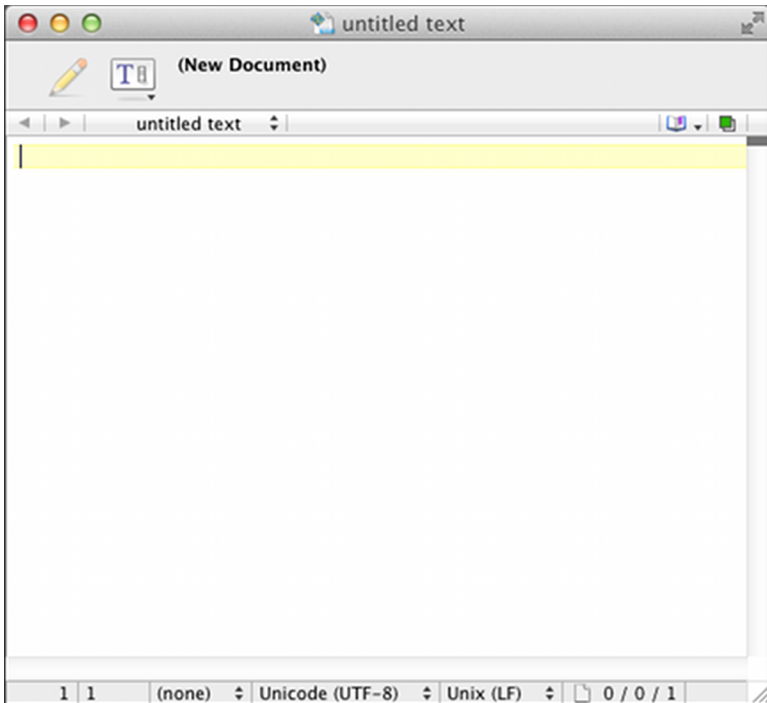 untitled text
(New Document)
untitled text
1 1 (none) Unicode (UTF-8) Unix (LF) 0 / 0 / 1